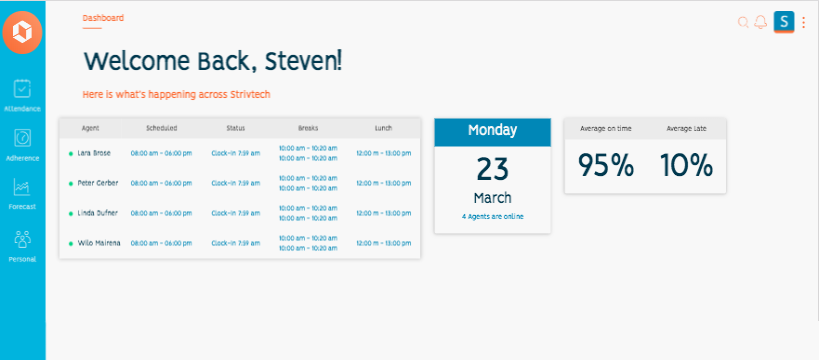 Dashboard
S
Welcome Back, Steven!
Here is what's happening across Strivtech
Attendance
Adherence
Forecast
Personal
Agent Scheduled Status Breaks Lunch
Lara Brose 08:00 am - 06:00 pm Clock-in 7:59 am 10:00 am - 10:20 am 12:00 m - 13:00 pm
10:00 am - 10:20 am
Peter Gerber 08:00 am - 06:00 pm Clock-in 7:59 am 10:00 am - 10:20 am 12:00 m - 13:00 pm
10:00 am - 10:20 am
Linda Dufner 08:00 am - 06:00 pm Clock-in 7:59 am 10:00 am - 10:20 am 12:00 m - 13:00 pm
10:00 am - 10:20 am
Wilo Mairena 08:00 am - 06:00 pm Clock-in 7:59 am 10:00 am - 10:20 am 12:00 m - 13:00 pm
10:00 am - 10:20 am
Monday
23
March
4 Agents are online
Average on time Average late
95% 10%